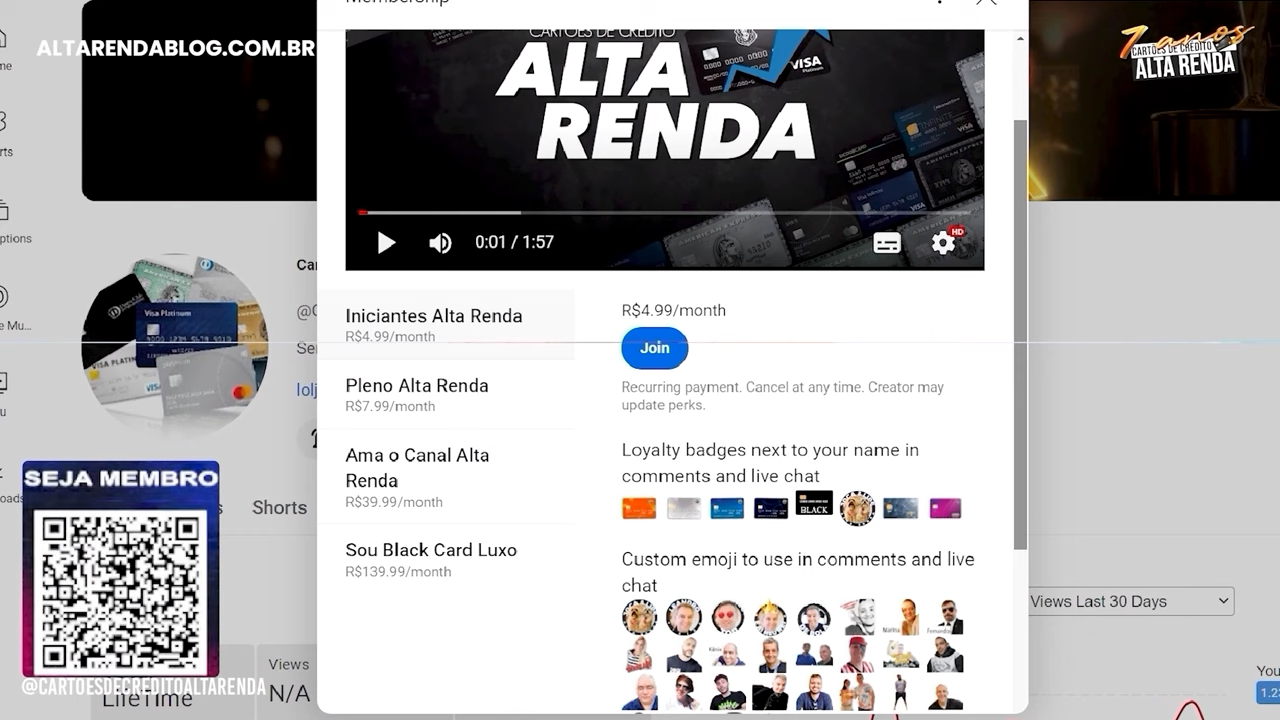 Membership
ALTARENDABLOG.COM.BR
7 anos
CARTÕES DE CRÉDITO
ALTA RENDA
CARTÕES DE CRÉDITO
ALTA
RENDA
VISA
Platinum
0:01 / 1:57
HD
Visa Platinum
Iniciantes Alta Renda
R$4.99/month
Pleno Alta Renda
R$7.99/month
Ama o Canal Alta
Renda
R$39.99/month
Sou Black Card Luxo
R$139.99/month
R$4.99/month
Join
Recurring payment. Cancel at any time. Creator may
update perks.
Loyalty badges next to your name in
comments and live chat
BLACK
Custom emoji to use in comments and live
chat
SEJA MEMBRO
Shorts
Views Last 30 Days
Views
N/A
LifeTime
@CARTOESDECREDITOALTARENDA
You